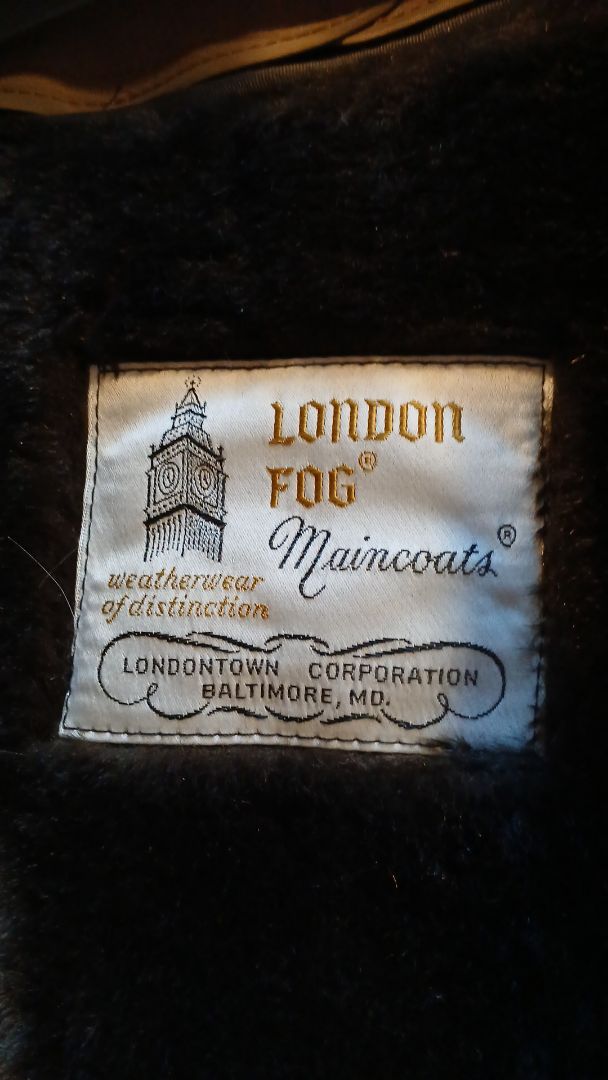 LONDON
FOG®
Maincoats®
weatherwear
of distinction
LONDONTOWN CORPORATION
BALTIMORE, MD.